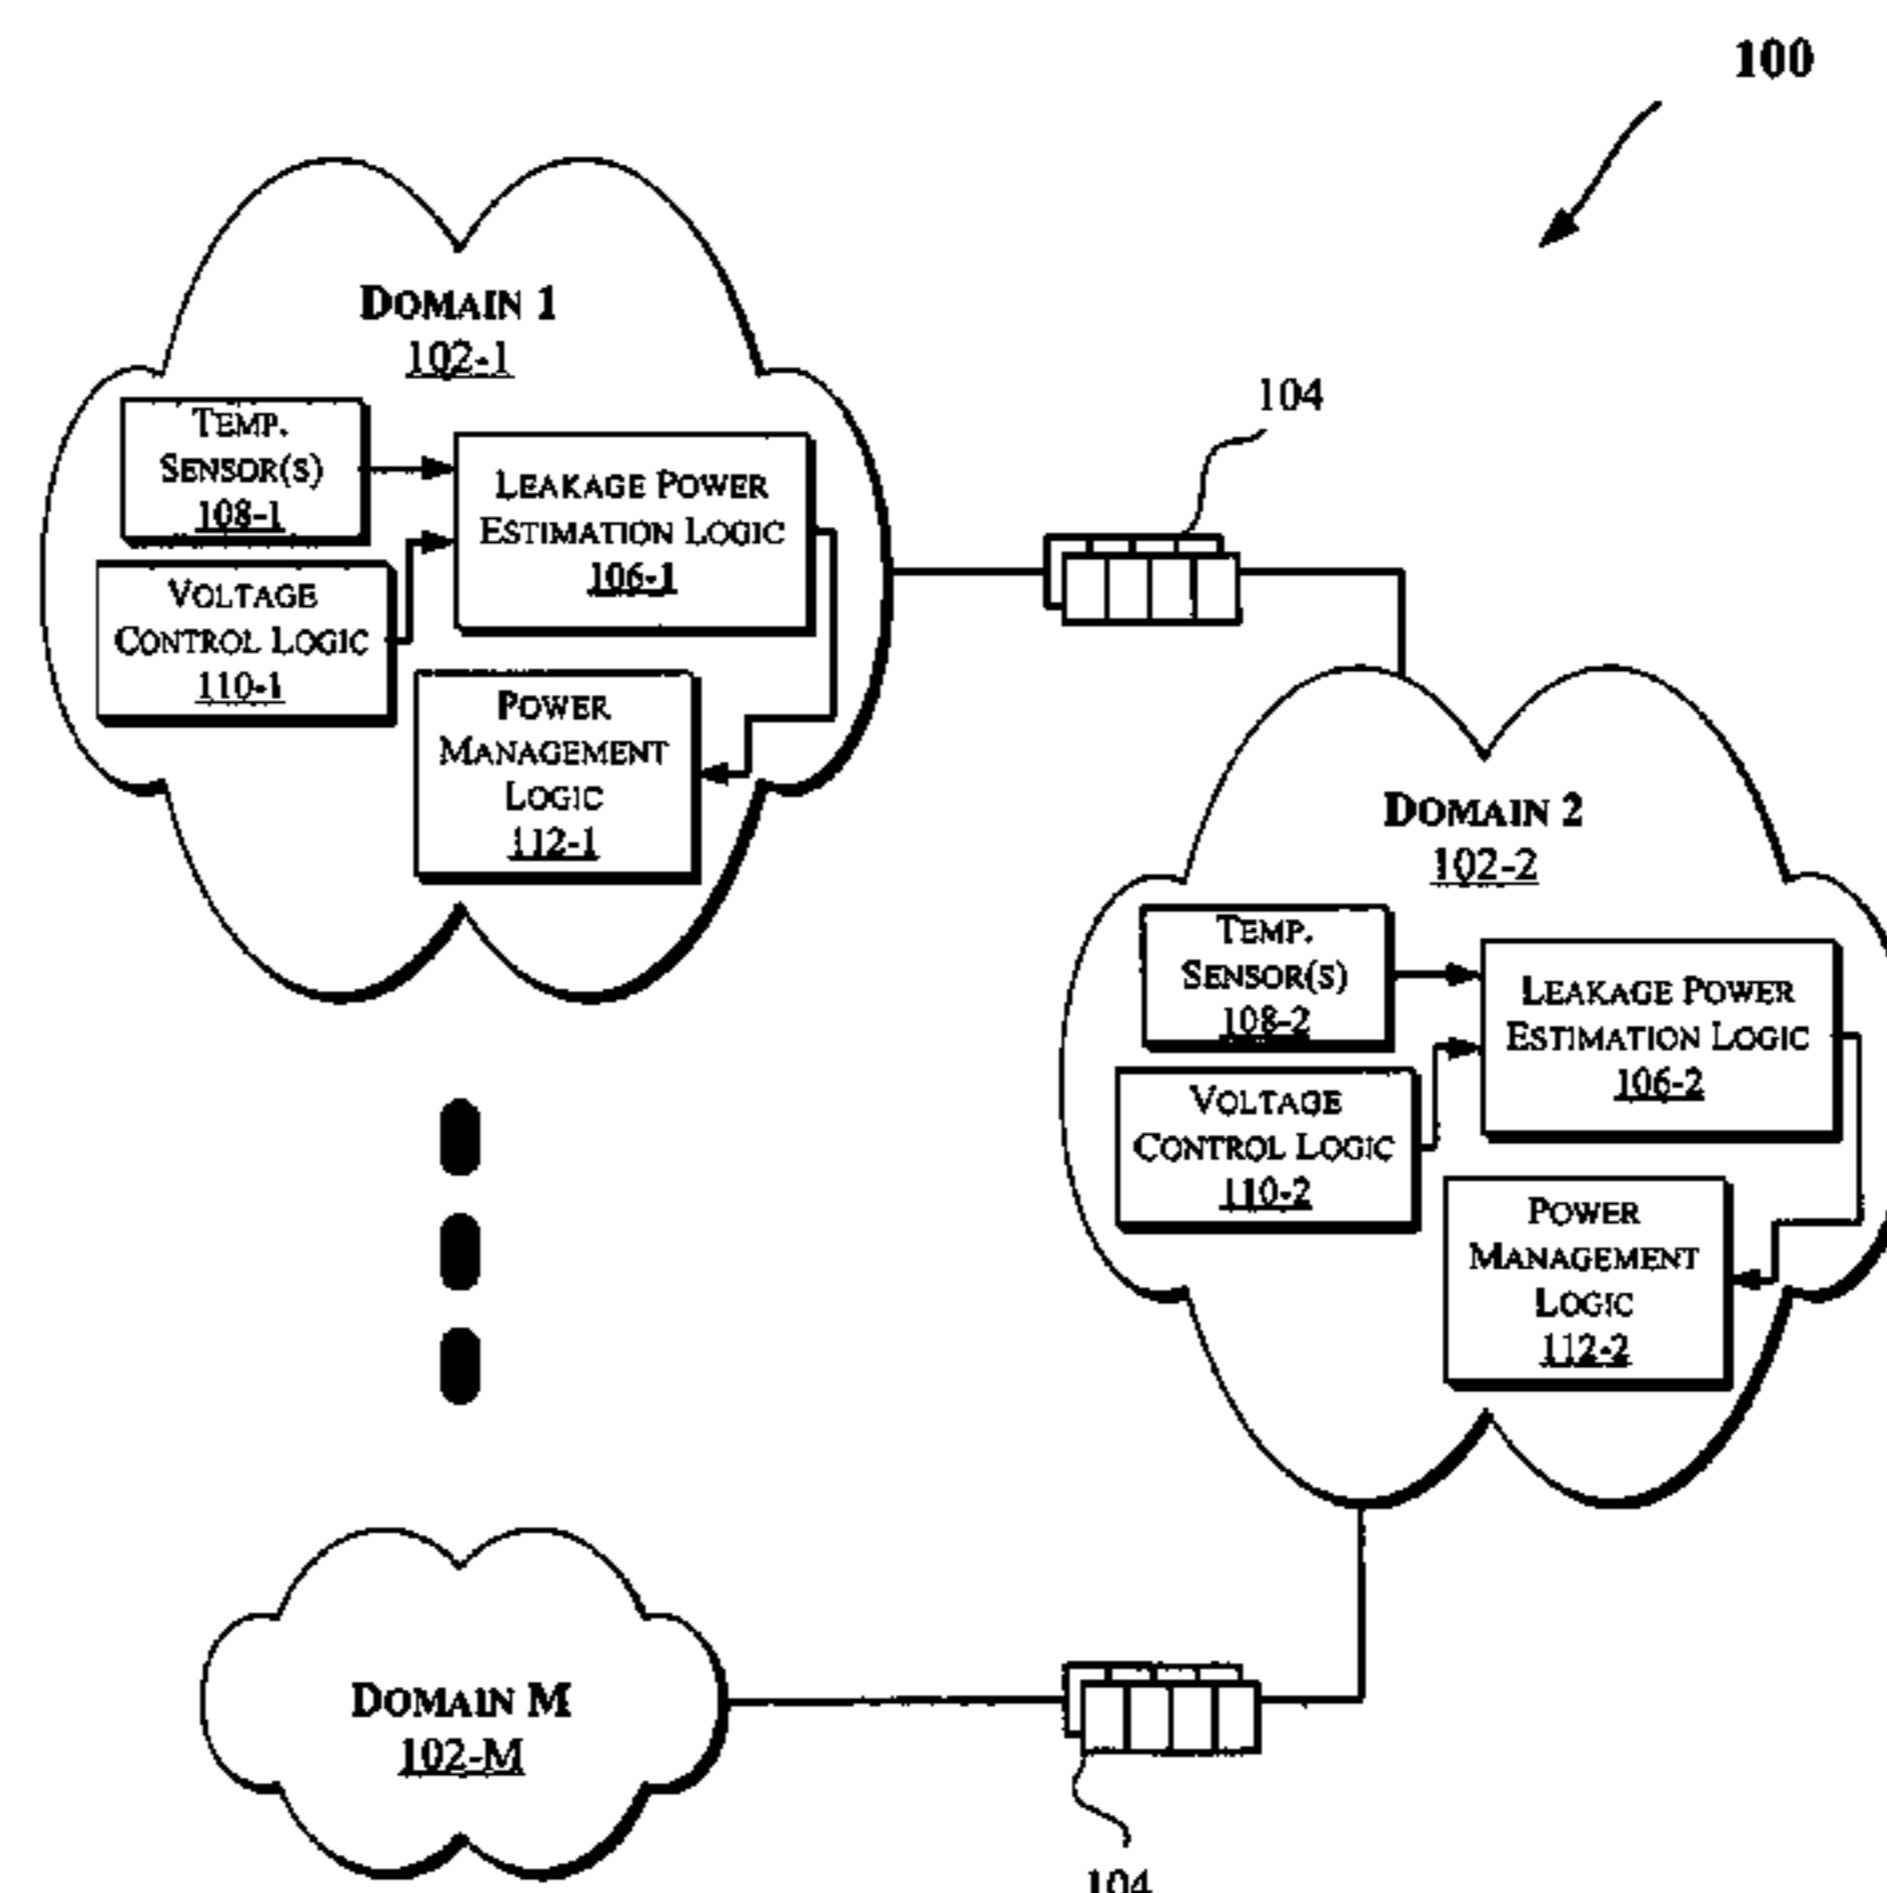 100
DOMAIN 1
102-1
TEMP.
SENSOR(S)
108-1
LEAKAGE POWER
ESTIMATION LOGIC
106-1
VOLTAGE
CONTROL LOGIC
110-1
POWER
MANAGEMENT
LOGIC
112-1
104
DOMAIN 2
102-2
TEMP.
SENSOR(S)
108-2
LEAKAGE POWER
ESTIMATION LOGIC
106-2
VOLTAGE
CONTROL LOGIC
110-2
POWER
MANAGEMENT
LOGIC
112-2
DOMAIN M
102-M
104